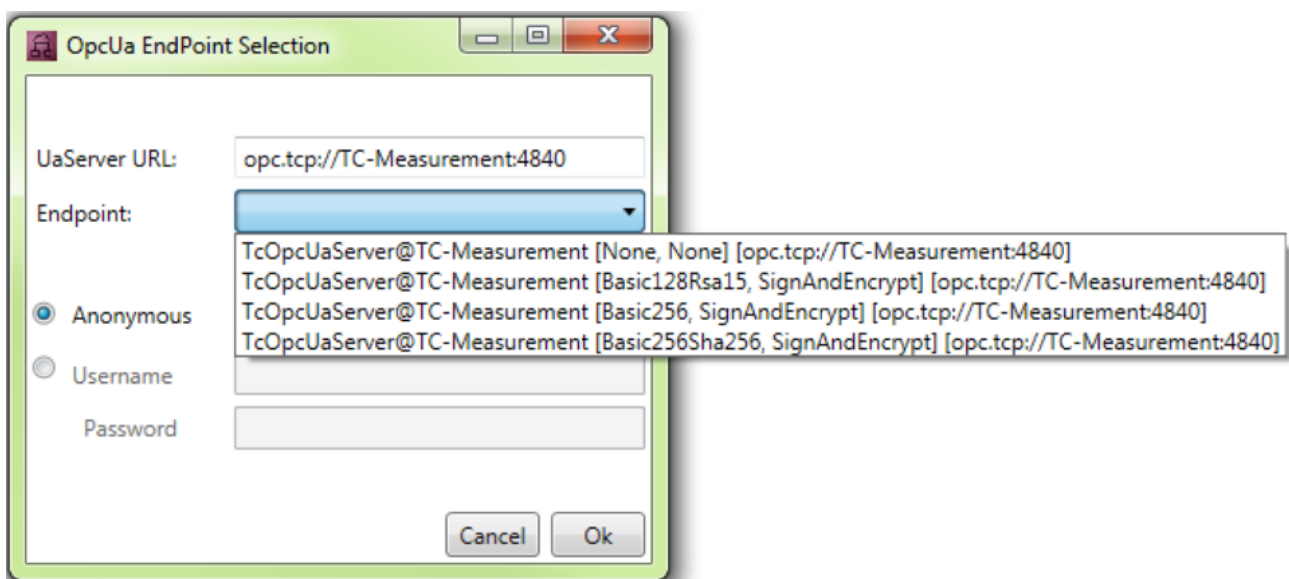 OpcUa EndPoint Selection
UaServer URL: opc.tcp://TC-Measurement:4840
Endpoint:
TcOpcUaServer@TC-Measurement [None, None] [opc.tcp://TC-Measurement:4840]
TcOpcUaServer@TC-Measurement [Basic128Rsa15, SignAndEncrypt] [opc.tcp://TC-Measurement:4840]
TcOpcUaServer@TC-Measurement [Basic256, SignAndEncrypt] [opc.tcp://TC-Measurement:4840]
TcOpcUaServer@TC-Measurement [Basic256Sha256, SignAndEncrypt] [opc.tcp://TC-Measurement:4840]
Anonymous
Username
Password
Cancel Ok